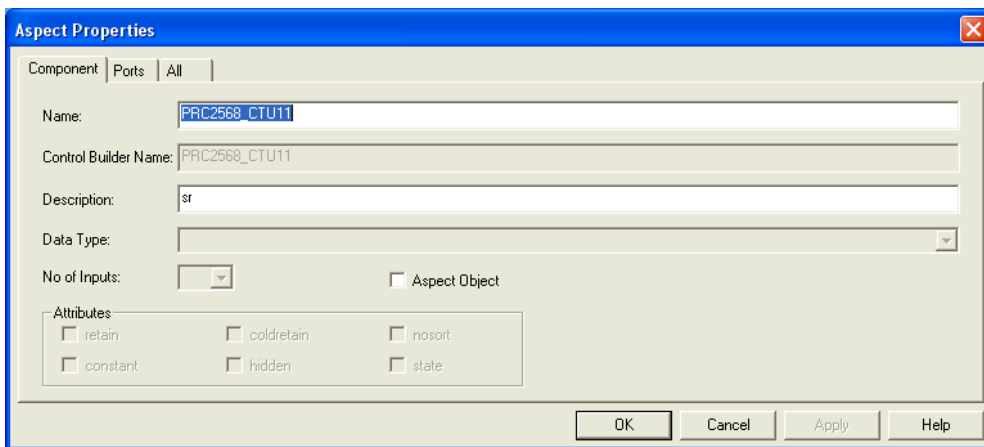 Aspect Properties
Component Ports All
Name: PRC2568_CTU11
Control Builder Name: PRC2568_CTU11
Description: sr
Data Type:
No of Inputs: Aspect Object
Attributes
retain coldretain nosort
constant hidden state
OK Cancel Apply Help